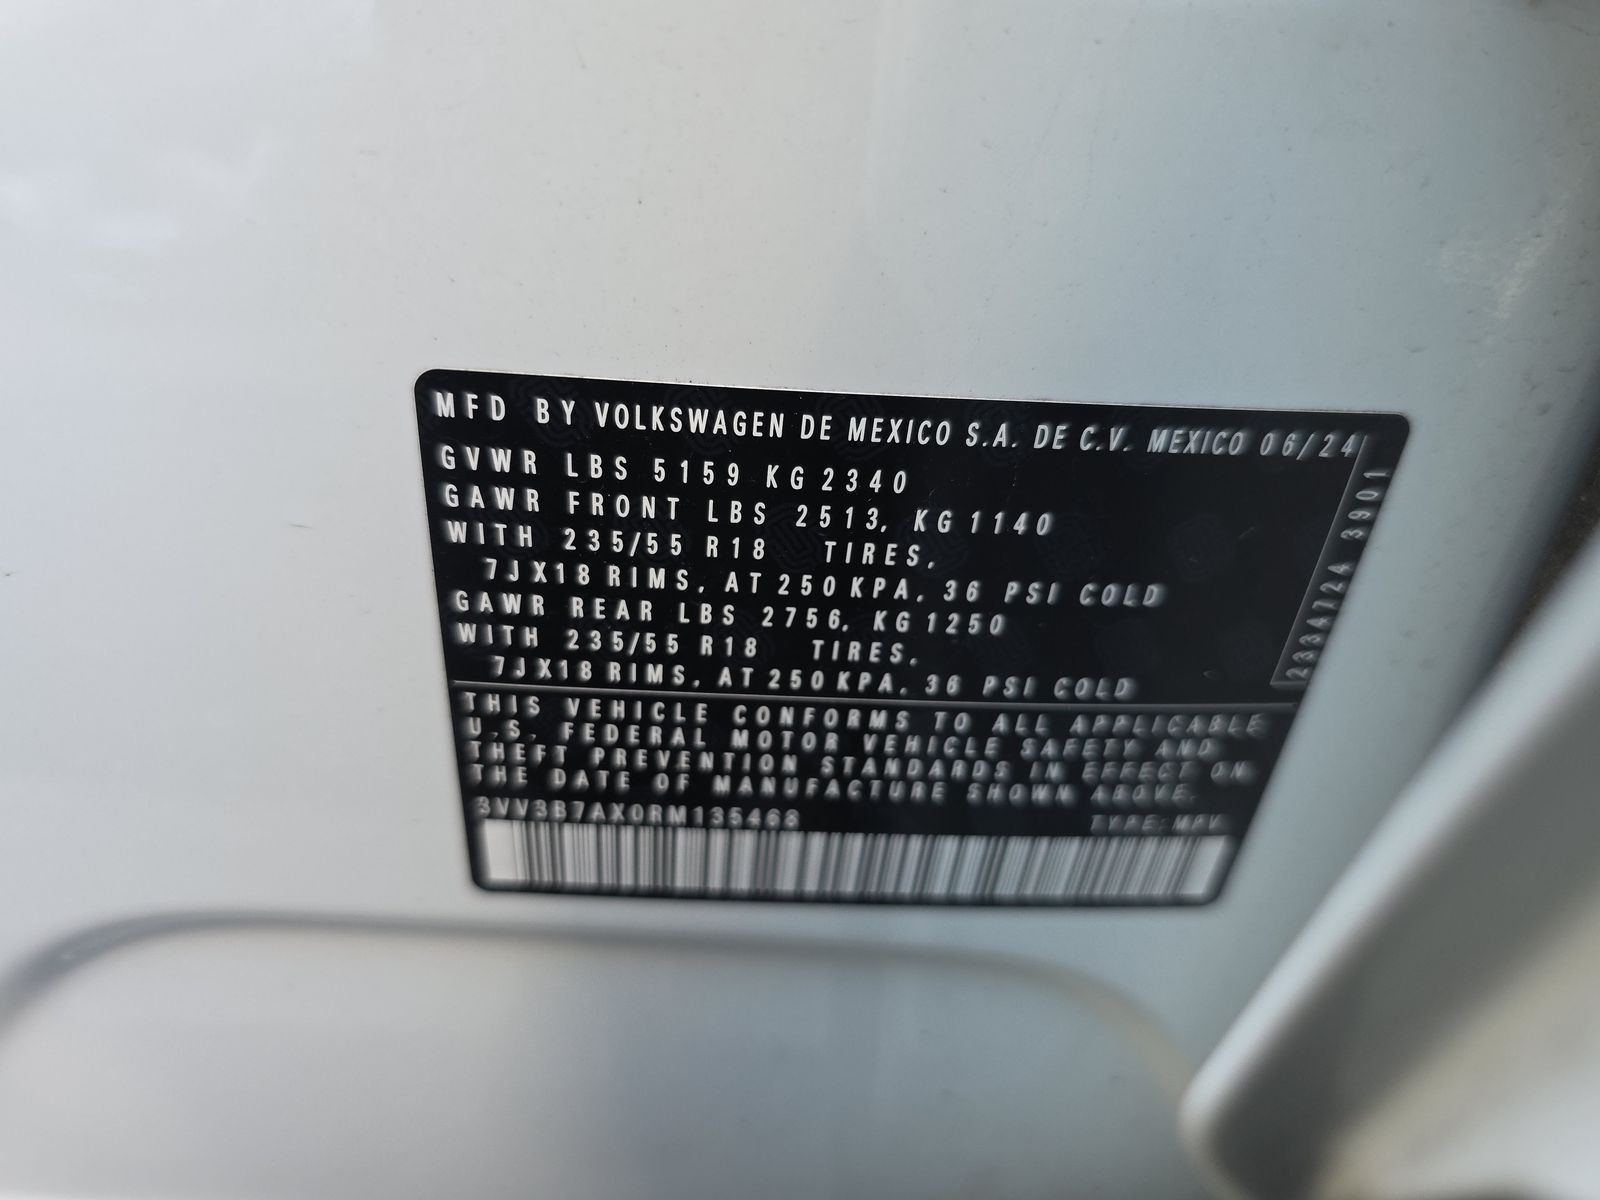 MFD BY VOLKSWAGEN DE MEXICO S.A. DE C.V. MEXICO 06/24
GVWR LBS 5159 KG 2340
GAWR FRONT LBS 2513, KG 1140
WITH 235/55 R18 TIRES,
7JX18 RIMS, AT 250 KPA, 36 PSI COLD
GAWR REAR LBS 2756, KG 1250
WITH 235/55 R18 TIRES,
7JX18 RIMS, AT 250 KPA, 36 PSI COLD
THIS VEHICLE CONFORMS TO ALL APPLICABLE
U.S. FEDERAL MOTOR VEHICLE SAFETY AND
THEFT PREVENTION STANDARDS IN EFFECT ON
THE DATE OF MANUFACTURE SHOWN ABOVE.
3VV3B7AX0RM135468 TYPE: MPV
2334724 3901